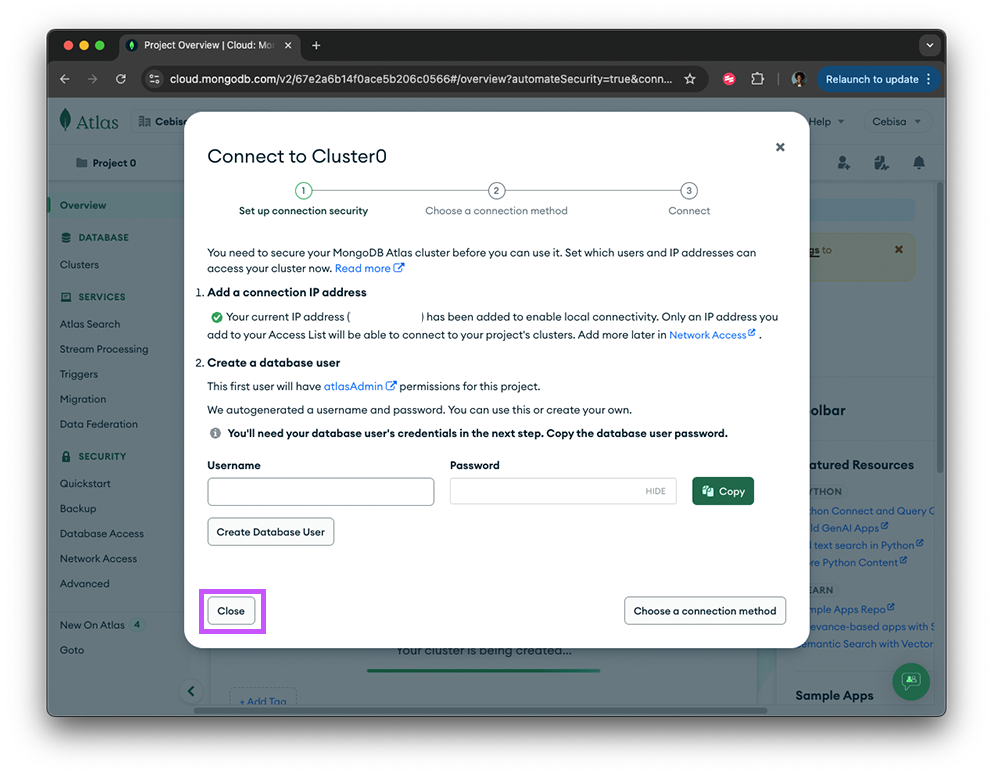 Project Overview | Cloud: Mo
cloud.mongodb.com/v2/67e2a6b14f0ace5b206c0566#/overview?automateSecurity=true&conn...
Relaunch to update
Atlas
Cebisa
Help
Cebisa
Project 0
Overview
DATABASE
Clusters
SERVICES
Atlas Search
Stream Processing
Triggers
Migration
Data Federation
SECURITY
Quickstart
Backup
Database Access
Network Access
Advanced
New On Atlas 4
Goto
Connect to Cluster0
1
2
3
Set up connection security
Choose a connection method
Connect
You need to secure your MongoDB Atlas cluster before you can use it. Set which users and IP addresses can
access your cluster now. Read more
1. Add a connection IP address
Your current IP address ( ) has been added to enable local connectivity. Only an IP address you
add to your Access List will be able to connect to your project's clusters. Add more later in Network Access .
2. Create a database user
This first user will have atlasAdmin permissions for this project.
We autogenerated a username and password. You can use this or create your own.
You'll need your database user's credentials in the next step. Copy the database user password.
Username
Password
HIDE
Copy
Create Database User
Close
Choose a connection method
Your cluster is being created...
+ Add Tag
gs to
olbar
atured Resources
YTHON
hon Connect and Query G
ld GenAI Apps
l text search in Python
re Python Content
EARN
mple Apps Repo
evance-based apps with S
emantic Search with Vector
Sample Apps